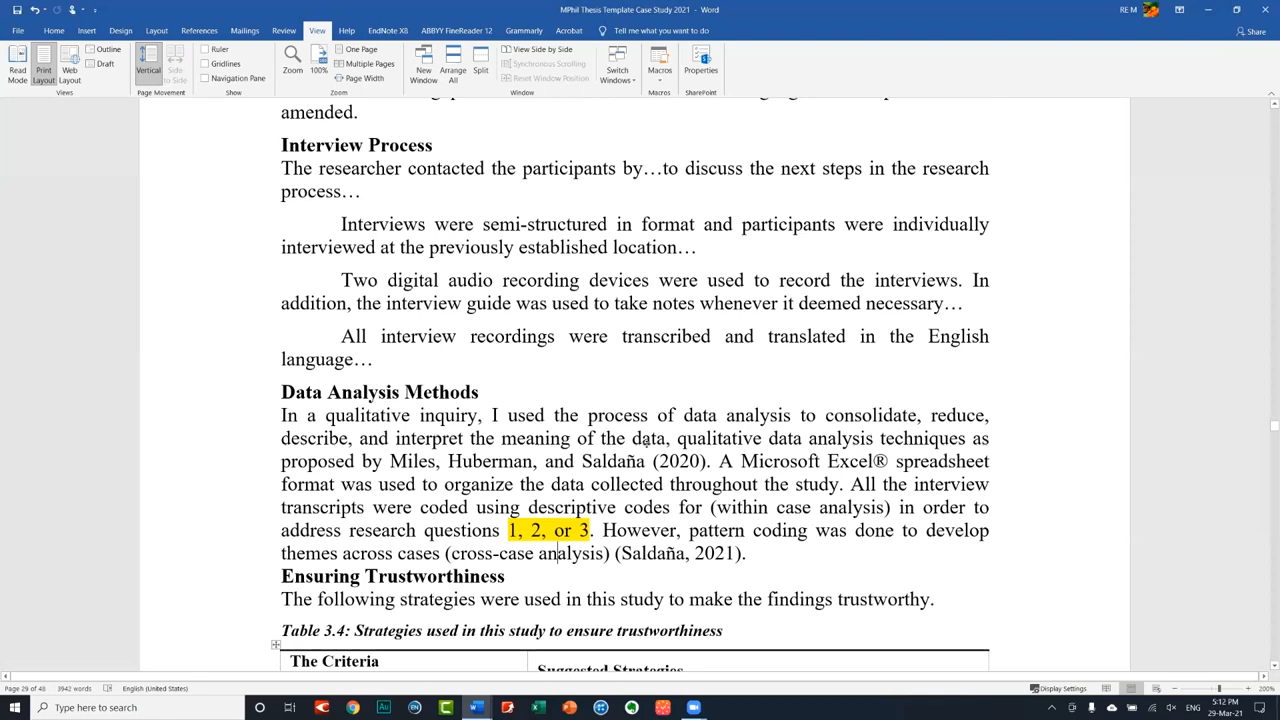 MPhil Thesis Template Case Study 2021 - Word
RE M
File Home Insert Design Layout References Mailings Review View Help EndNote X8 ABBYY FineReader 12 Grammarly Acrobat Tell me what you want to do Share
Read Mode
Print Layout
Web Layout
Outline
Draft
Views
Vertical
Side to Side
Page Movement
Ruler
Gridlines
Navigation Pane
Show
Zoom
100%
One Page
Multiple Pages
Page Width
Zoom
New Window
Arrange All
Split
View Side by Side
Synchronous Scrolling
Reset Window Position
Window
Switch Windows
Macros
Macros
Properties
SharePoint
amended.
Interview Process
The researcher contacted the participants by…to discuss the next steps in the research
process…
Interviews were semi-structured in format and participants were individually
interviewed at the previously established location…
Two digital audio recording devices were used to record the interviews. In
addition, the interview guide was used to take notes whenever it deemed necessary…
All interview recordings were transcribed and translated in the English
language…
Data Analysis Methods
In a qualitative inquiry, I used the process of data analysis to consolidate, reduce,
describe, and interpret the meaning of the data, qualitative data analysis techniques as
proposed by Miles, Huberman, and Saldaña (2020). A Microsoft Excel® spreadsheet
format was used to organize the data collected throughout the study. All the interview
transcripts were coded using descriptive codes for (within case analysis) in order to
address research questions 1, 2, or 3. However, pattern coding was done to develop
themes across cases (cross-case analysis) (Saldaña, 2021).
Ensuring Trustworthiness
The following strategies were used in this study to make the findings trustworthy.
Table 3.4: Strategies used in this study to ensure trustworthiness
The Criteria
Suggested Strategies
Page 29 of 48 3942 words English (United States) Display Settings 200%
Type here to search
5:12 PM
29-Mar-21